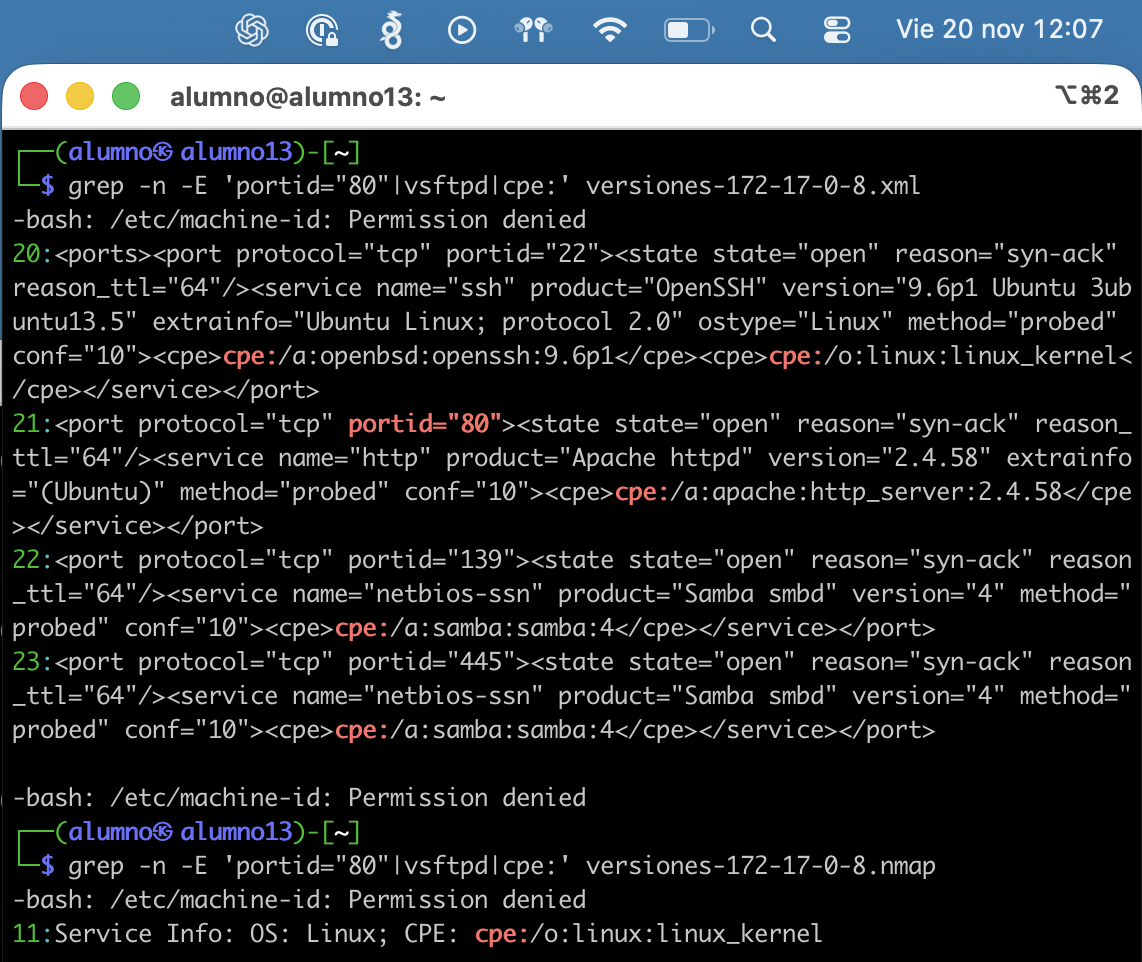 Vie 20 nov 12:07
alumno@alumno13: ~
⌥⌘2
┌──(alumno㉿ alumno13)-[~]
└─$ grep -n -E 'portid="80"|vsftpd|cpe:' versiones-172-17-0-8.xml
-bash: /etc/machine-id: Permission denied
20:<ports><port protocol="tcp" portid="22"><state state="open" reason="syn-ack"
reason_ttl="64"/><service name="ssh" product="OpenSSH" version="9.6p1 Ubuntu 3ub
untu13.5" extrainfo="Ubuntu Linux; protocol 2.0" ostype="Linux" method="probed"
conf="10"><cpe>cpe:/a:openbsd:openssh:9.6p1</cpe><cpe>cpe:/o:linux:linux_kernel<
/cpe></service></port>
21:<port protocol="tcp" portid="80"><state state="open" reason="syn-ack" reason_
ttl="64"/><service name="http" product="Apache httpd" version="2.4.58" extrainfo
="(Ubuntu)" method="probed" conf="10"><cpe>cpe:/a:apache:http_server:2.4.58</cpe
></service></port>
22:<port protocol="tcp" portid="139"><state state="open" reason="syn-ack" reason
_ttl="64"/><service name="netbios-ssn" product="Samba smbd" version="4" method="
probed" conf="10"><cpe>cpe:/a:samba:samba:4</cpe></service></port>
23:<port protocol="tcp" portid="445"><state state="open" reason="syn-ack" reason
_ttl="64"/><service name="netbios-ssn" product="Samba smbd" version="4" method="
probed" conf="10"><cpe>cpe:/a:samba:samba:4</cpe></service></port>
-bash: /etc/machine-id: Permission denied
┌──(alumno㉿ alumno13)-[~]
└─$ grep -n -E 'portid="80"|vsftpd|cpe:' versiones-172-17-0-8.nmap
-bash: /etc/machine-id: Permission denied
11:Service Info: OS: Linux; CPE: cpe:/o:linux:linux_kernel